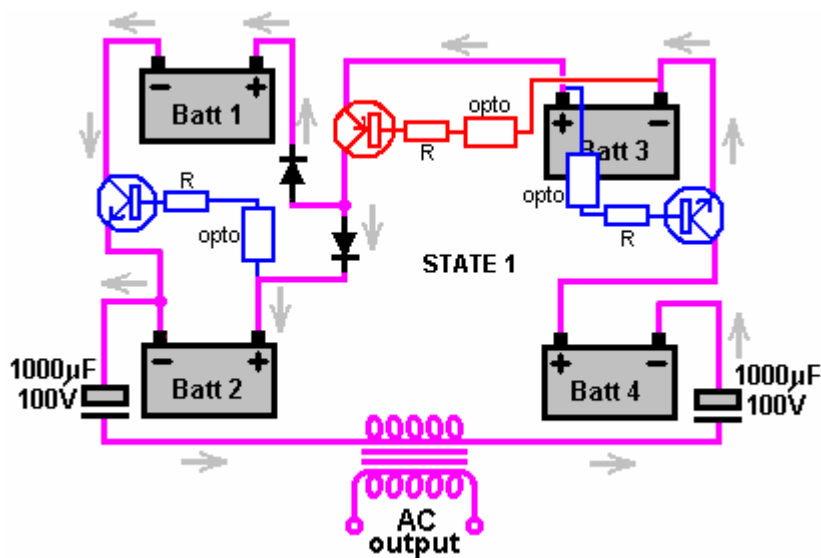 − +
Batt 1
opto
R
+ −
Batt 3
R
opto
opto
R
STATE 1
1000µF
100V
− +
Batt 2
+ −
Batt 4
1000µF
100V
AC
output